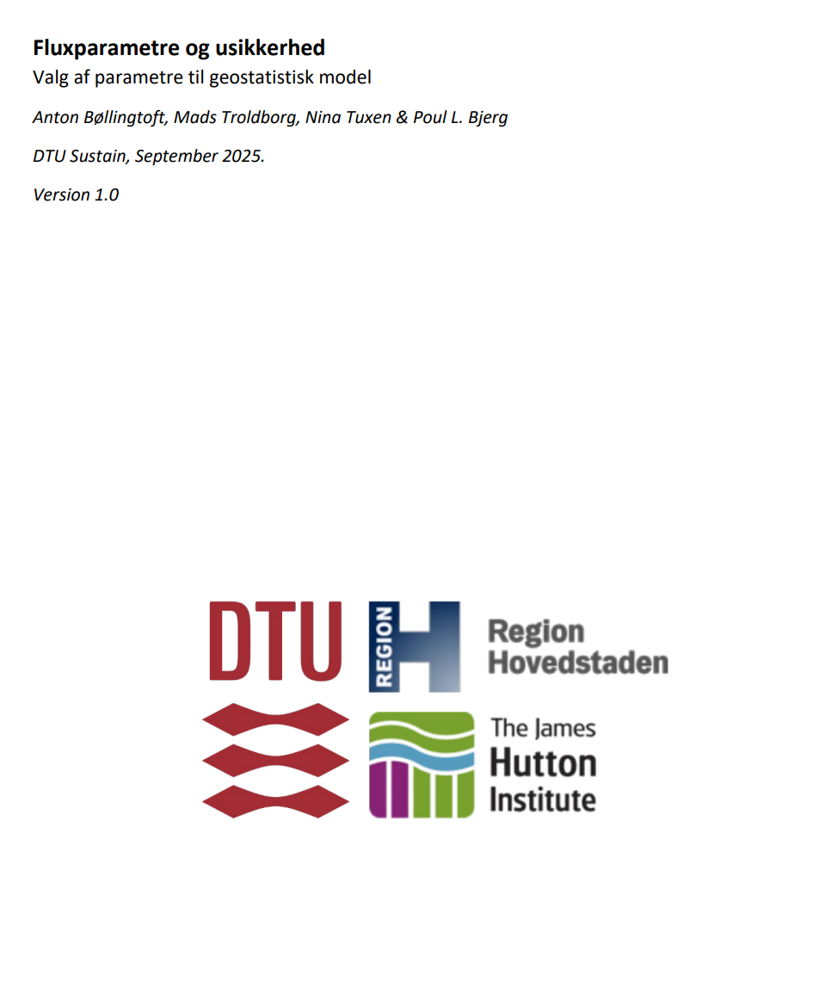 Fluxparametre og usikkerhed
Valg af parametre til geostatistisk model
Anton Bøllingtoft, Mads Troldborg, Nina Tuxen & Poul L. Bjerg
DTU Sustain, September 2025.
Version 1.0
DTU
REGION
H
Region
Hovedstaden
The James
Hutton
Institute